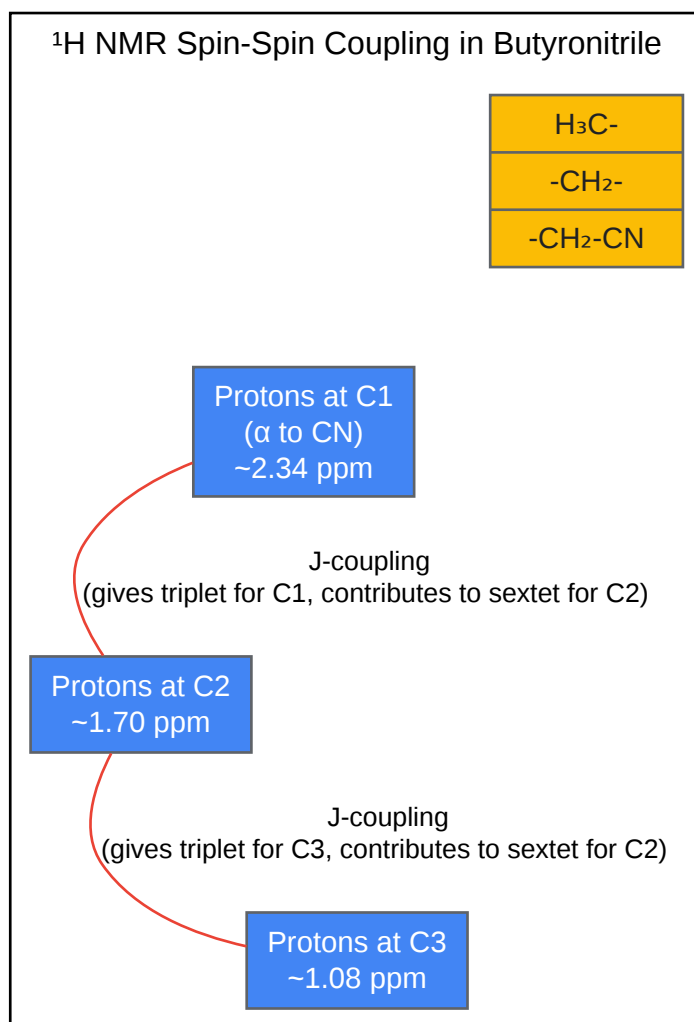 ¹H NMR Spin-Spin Coupling in Butyronitrile
H₃C-
-CH₂-
-CH₂-CN
Protons at C1
(α to CN)
~2.34 ppm
J-coupling
(gives triplet for C1, contributes to sextet for C2)
Protons at C2
~1.70 ppm
J-coupling
(gives triplet for C3, contributes to sextet for C2)
Protons at C3
~1.08 ppm